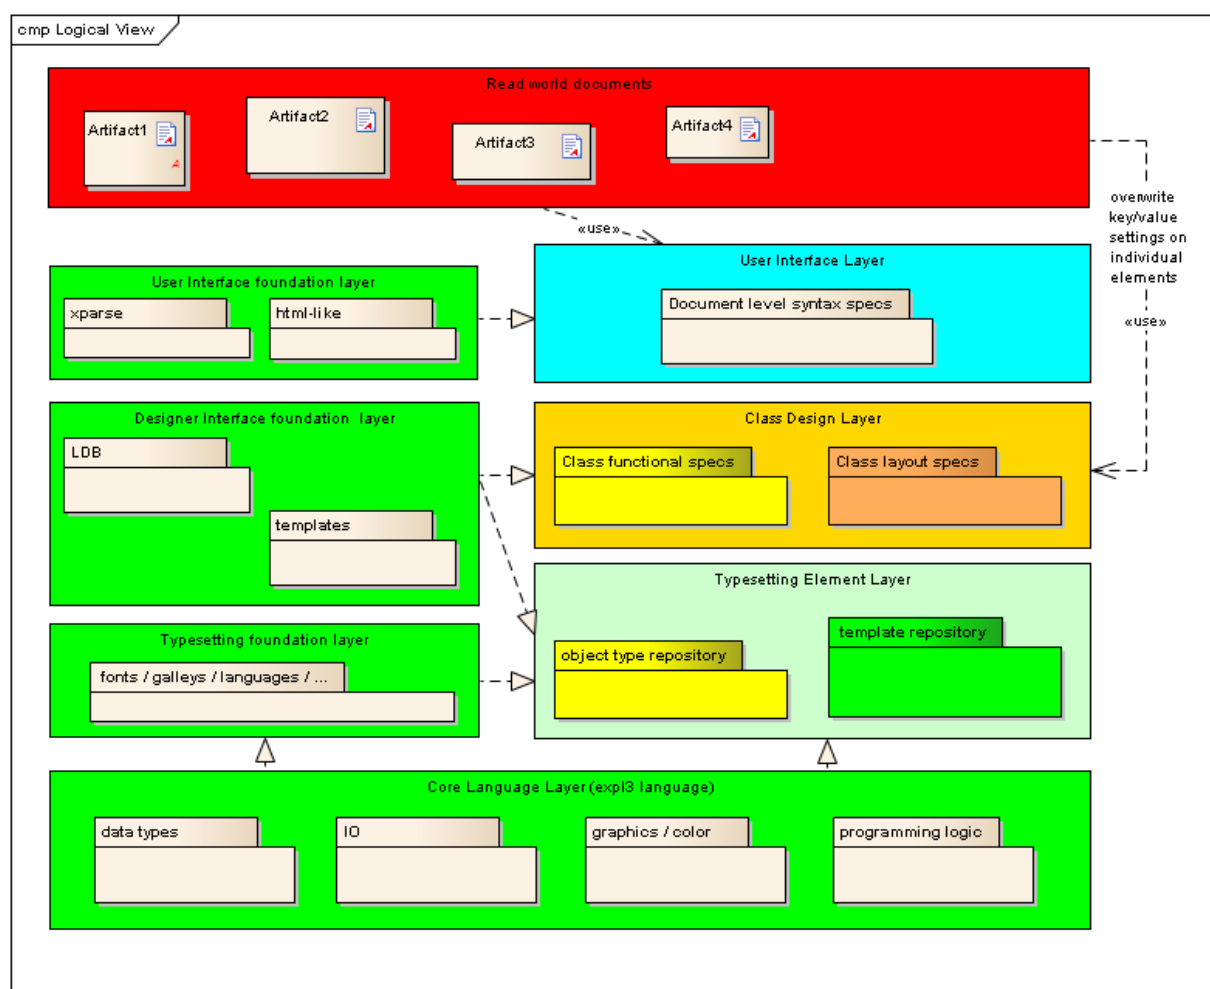 cmp Logical View
Read world documents
Artifact1
Artifact2
Artifact3
Artifact4
overwrite
key/value
settings on
individual
elements
«use»
«use»
User Interface foundation layer
xparse
html-like
User Interface Layer
Document level syntax specs
Designer Interface foundation layer
LDB
templates
Class Design Layer
Class functional specs
Class layout specs
Typesetting foundation layer
fonts / galleys / languages / ...
Typesetting Element Layer
object type repository
template repository
Core Language Layer (expl3 language)
data types
IO
graphics / color
programming logic